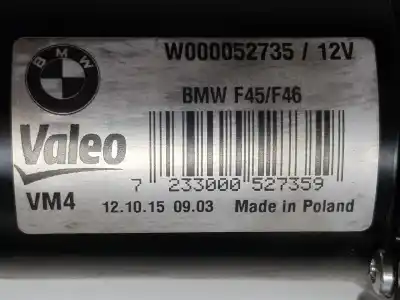 BMW
W000052735 / 12V
BMW F45/F46
Valeo
7 233000 527359
VM4
12.10.15 09.03
Made in Poland